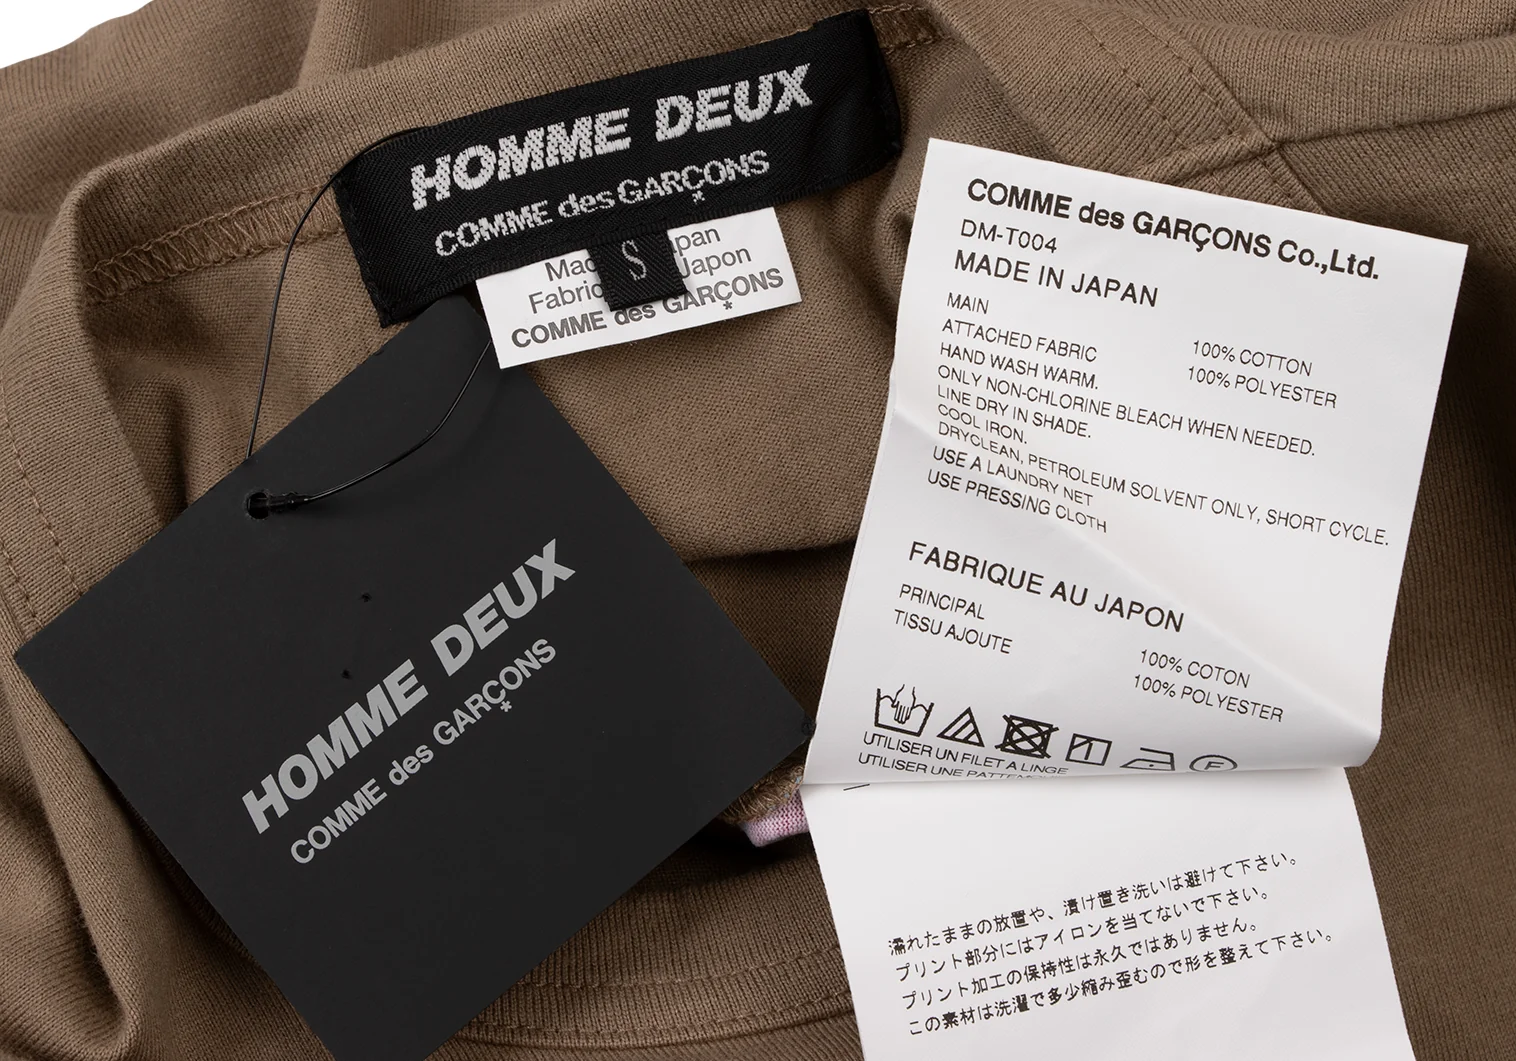 HOMME DEUX
COMME des GARÇONS
*
S
Japon
Fabric
COMME des GARÇONS
*
HOMME DEUX
COMME des GARÇONS
*
COMME des GARÇONS Co.,Ltd.
DM-T004
MADE IN JAPAN
MAIN 100% COTTON
ATTACHED FABRIC 100% POLYESTER
HAND WASH WARM.
ONLY NON-CHLORINE BLEACH WHEN NEEDED.
LINE DRY IN SHADE.
COOL IRON.
DRYCLEAN, PETROLEUM SOLVENT ONLY, SHORT CYCLE.
USE A LAUNDRY NET
USE PRESSING CLOTH
FABRIQUE AU JAPON
PRINCIPAL 100% COTON
TISSU AJOUTE 100% POLYESTER
F
UTILISER UN FILET A LINGE
UTILISER UNE
濡れたままの放置や、漬け置き洗いは避けて下さい。
プリント部分にはアイロンを当てないで下さい。
プリント加工の保持性は永久ではありません。
この素材は洗濯で多少縮み歪むので形を整えて下さい。